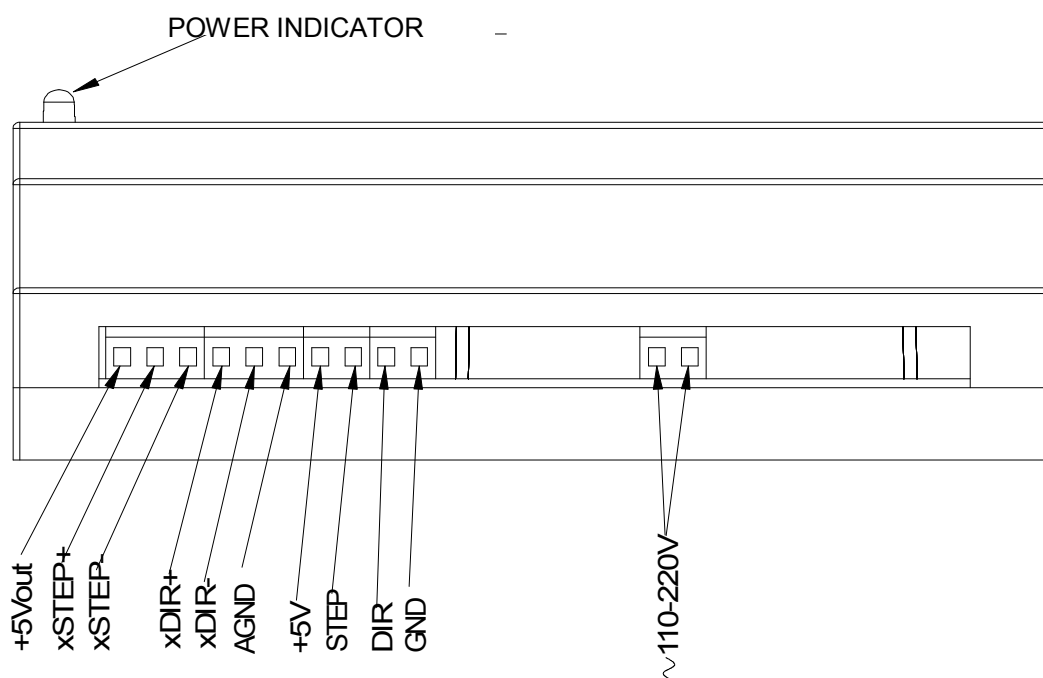 POWER INDICATOR
+5Vout
xSTEP+
xSTEP-
xDIR+
xDIR-
AGND
+5V
STEP
DIR
GND
~110-220V